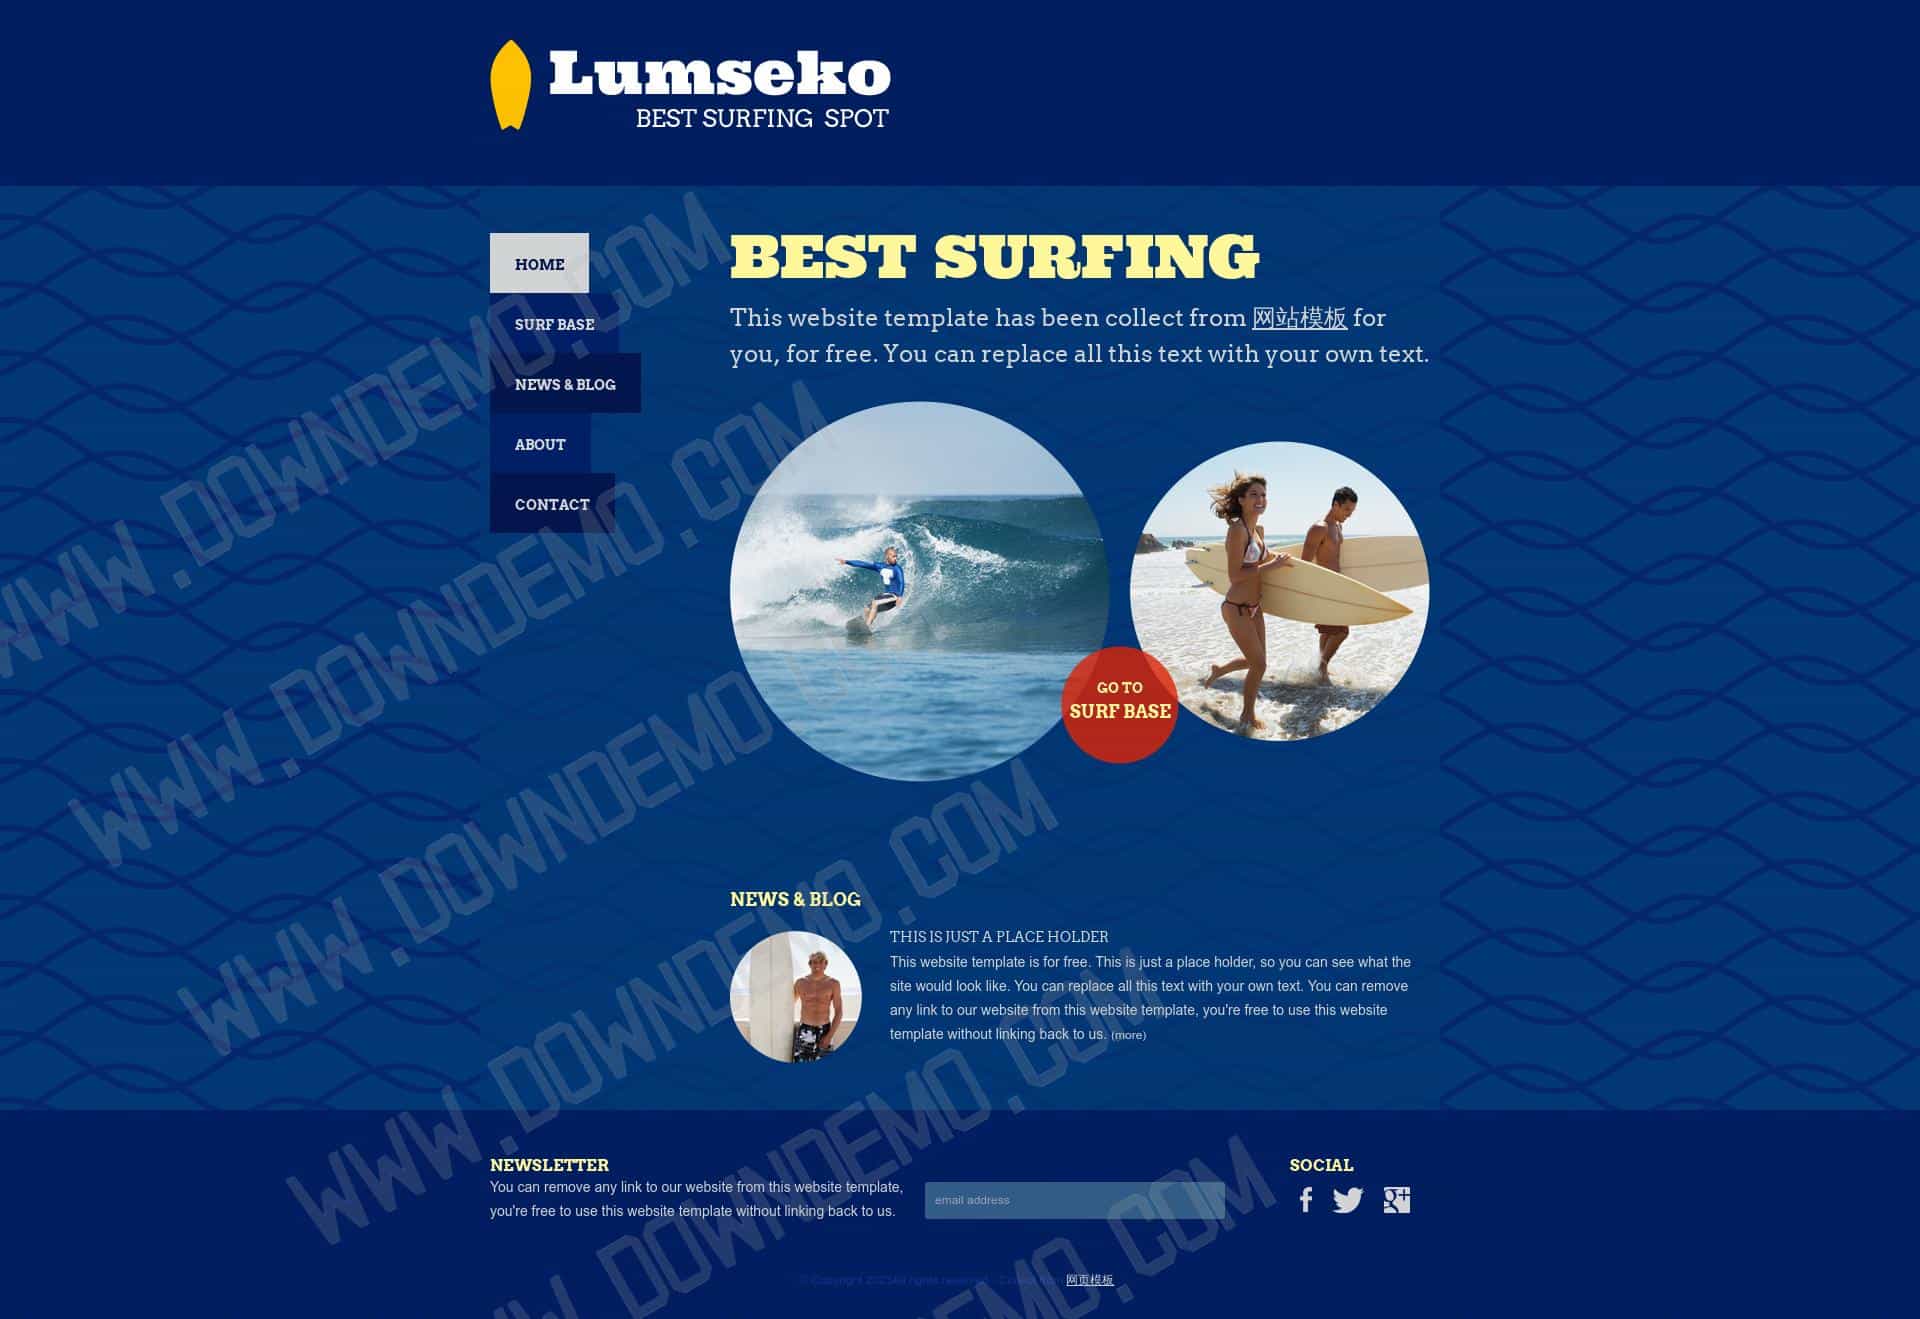 Lumseko
BEST SURFING SPOT
HOME
SURF BASE
NEWS & BLOG
ABOUT
CONTACT
BEST SURFING
This website template has been collect from 网站模板 for
you, for free. You can replace all this text with your own text.
GO TO
SURF BASE
NEWS & BLOG
THIS IS JUST A PLACE HOLDER
This website template is for free. This is just a place holder, so you can see what the
site would look like. You can replace all this text with your own text. You can remove
any link to our website from this website template, you're free to use this website
template without linking back to us. (more)
NEWSLETTER
You can remove any link to our website from this website template,
you're free to use this website template without linking back to us.
email address
SOCIAL
© Copyright 2023 All rights reserved. 网页模板
WWW.DOWNDEMO.COM
WWW.DOWNDEMO.COM
WWW.DOWNDEMO.COM
WWW.DOWNDEMO.COM